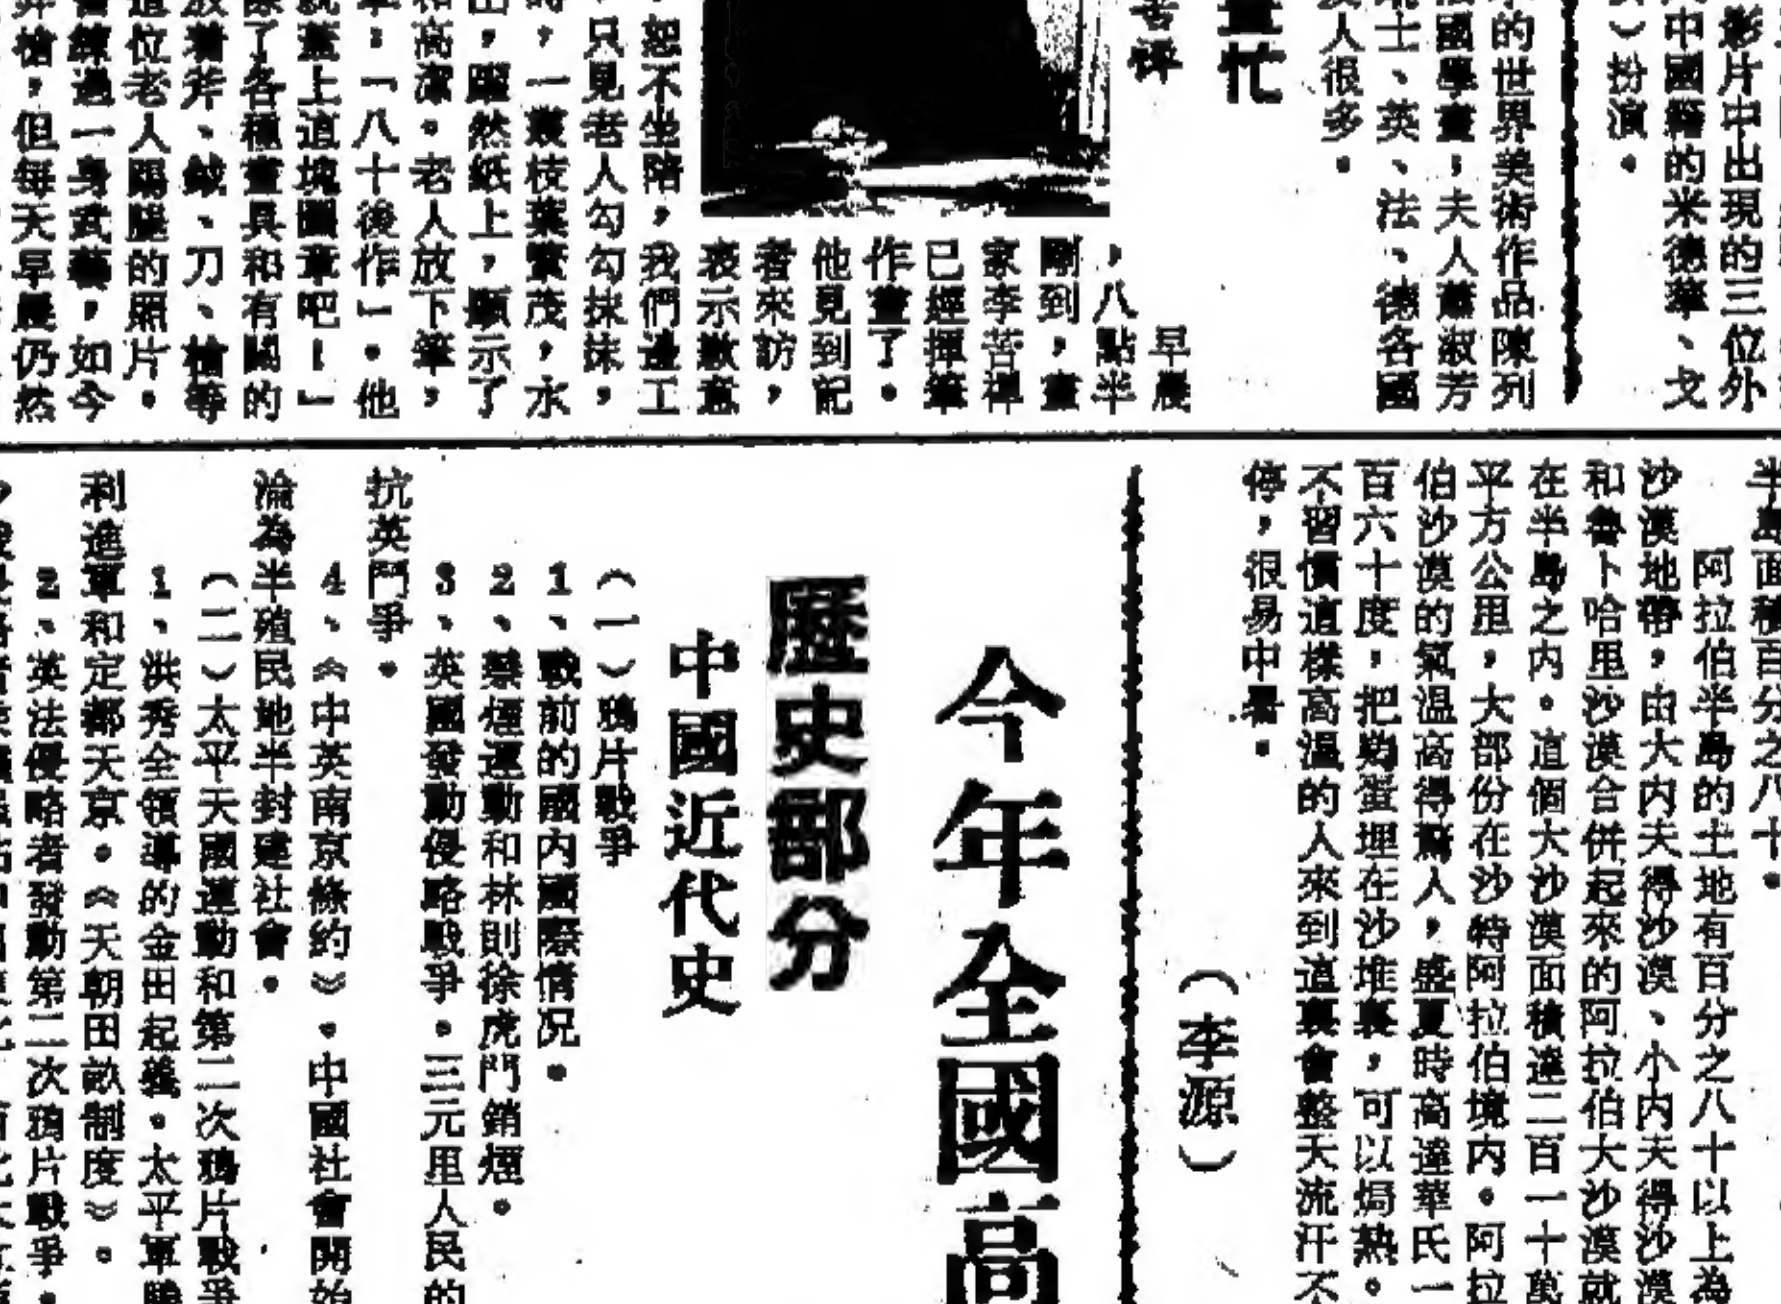 影片中出現的三位外
中國籍的米德華、戈
）扮演。
的世界美術作品陳列
國學畫；夫人蕭淑芳
士、英、法、德各國
人很多。
畫忙
早晨
，八點半
剛到，畫
家李苦禪
已經揮筆
作畫了。
他見到記
者來訪，
表示歉意
，恕不坐陪，我們邊工
只見老人勾勾抹抹，
時，一叢枝葉繁茂，水
出，躍然紙上，顯示了
和高潔。老人放下筆，
：「八十後作」。他
就蓋上這塊圖章吧！」
除了各種畫具和有關的
放着斧、鉞、刀、槍等
這位老人踢腿的照片。
會練過一身武藝，如今
弄槍，但每天早晨仍然
半島面積百分之八十。
阿拉伯半島的土地有百分之八十以上為
沙漠地帶，由大內夫得沙漠、小內夫得沙漠
和魯卜哈里沙漠合併起來的阿拉伯大沙漠就
在半島之內。這個大沙漠面積達二百一十萬
平方公里，大部份在沙特阿拉伯境內。阿拉
伯沙漠的氣溫高得驚人，盛夏時高達華氏一
百六十度，把鷄蛋埋在沙堆裏，可以焗熟。
不習慣這樣高溫的人來到這裏會整天流汗不
停，很易中暑。
（李源）
今年全國高
歷史部分
中國近代史
（一）鴉片戰爭
1、戰前的國內國際情况。
2、禁煙運動和林則徐虎門銷煙。
3、英國發動侵略戰爭。三元里人民的
抗英鬥爭。
4、《中英南京條約》。中國社會開始
淪為半殖民地半封建社會。
（二）太平天國運動和第二次鴉片戰爭
1、洪秀全領導的金田起義。太平軍勝
利進軍和定都天京。《天朝田畝制度》。
2、英法侵略者發動第二次鴉片戰爭。